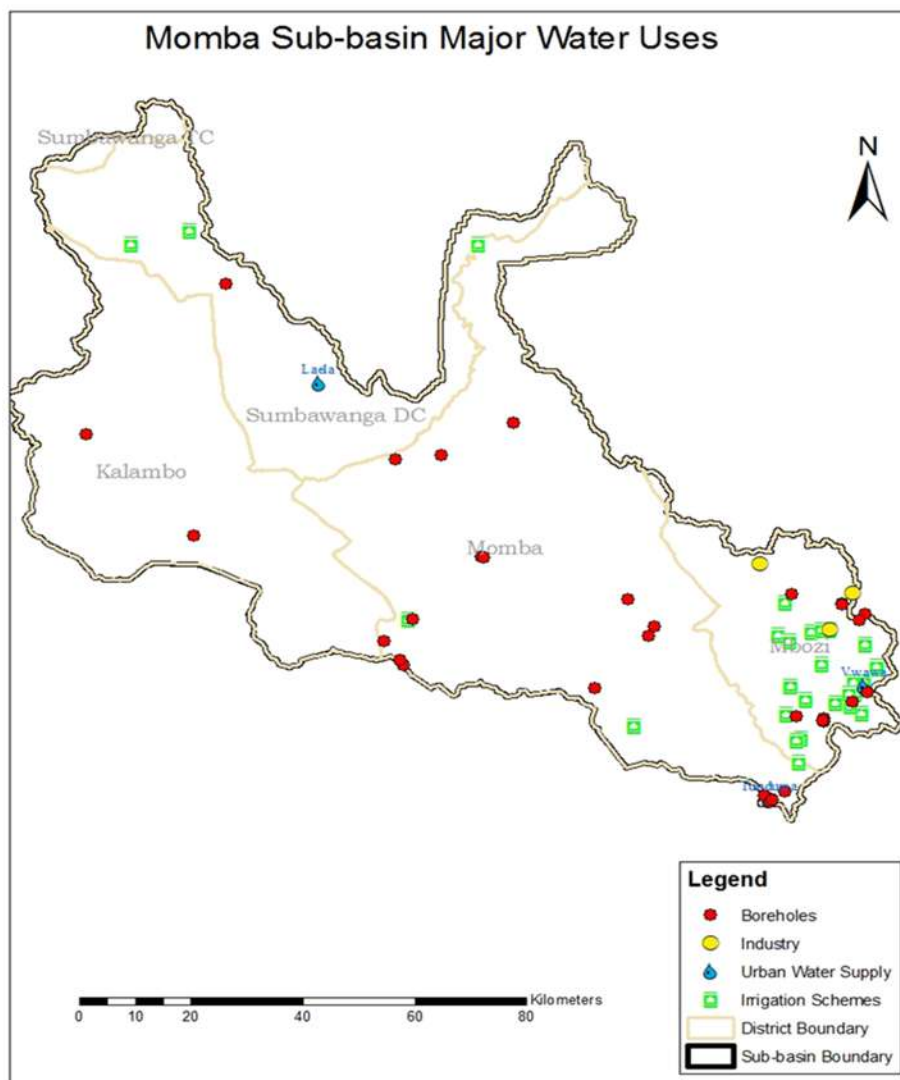 Momba Sub-basin Major Water Uses
Sumbawanga TC
N
Laela
Sumbawanga DC
Kalambo
Momba
Mbozi
Vwawa
Tunduma
Legend
Boreholes
Industry
Urban Water Supply
Irrigation Schemes
District Boundary
Sub-basin Boundary
Kilometers
0 10 20 40 60 80